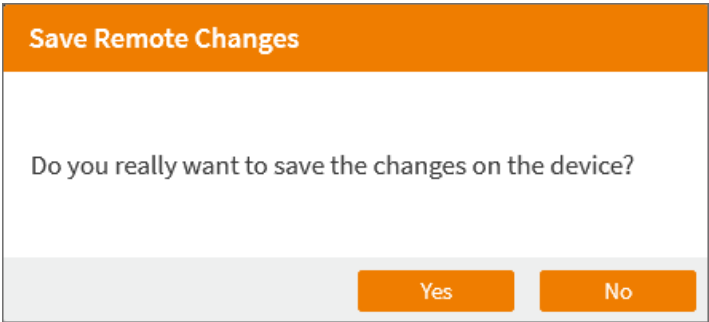 Save Remote Changes
Do you really want to save the changes on the device?
Yes No